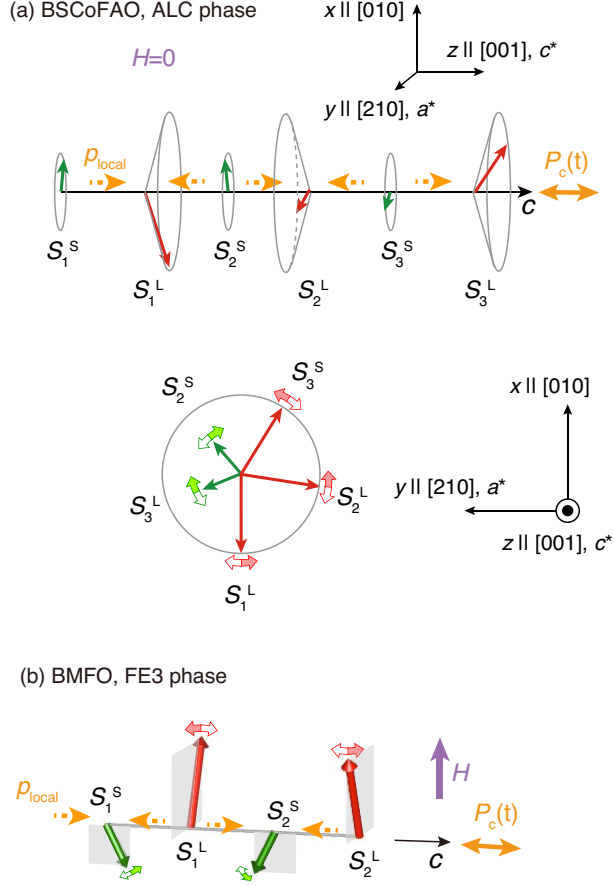 (a) BSCoFAO, ALC phase
x || [010]
H=0
z || [001], c*
y || [210], a*
p_local
P_c(t)
c
S_1^S
S_2^S
S_3^S
S_1^L
S_2^L
S_3^L
S_3^S
S_2^S
x || [010]
S_2^L
y || [210], a*
S_3^L
z || [001], c*
S_1^L
(b) BMFO, FE3 phase
p_local
H
S_1^S
S_2^S
P_c(t)
S_1^L
S_2^L
c